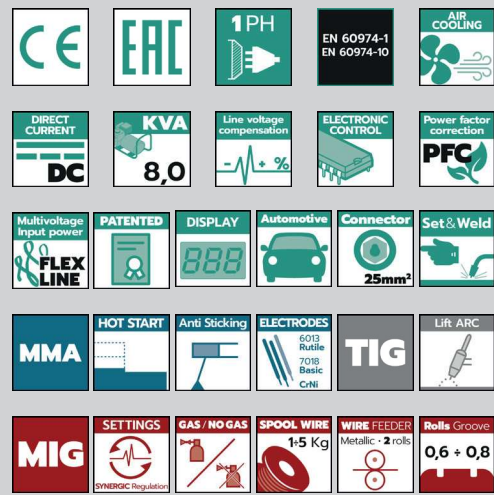 CE
EAC
1PH
EN 60974-1
EN 60974-10
AIR
COOLING
DIRECT
CURRENT
DC
KVA
8,0
Line voltage
compensation
- + %
ELECTRONIC
CONTROL
Power factor
correction
PFC
Multivoltage
Input power
FLEX
LINE
PATENTED
DISPLAY
888
Automotive
Connector
25mm²
Set&Weld
MMA
HOT START
Anti Sticking
ELECTRODES
6013
Rutile
7018
Basic
CrNi
TIG
Lift ARC
MIG
SETTINGS
SYNERGIC Regulation
GAS/NO GAS
SPOOL WIRE
1÷5 Kg
WIRE FEEDER
Metallic • 2 rolls
Rolls Groove
0,6 ÷ 0,8